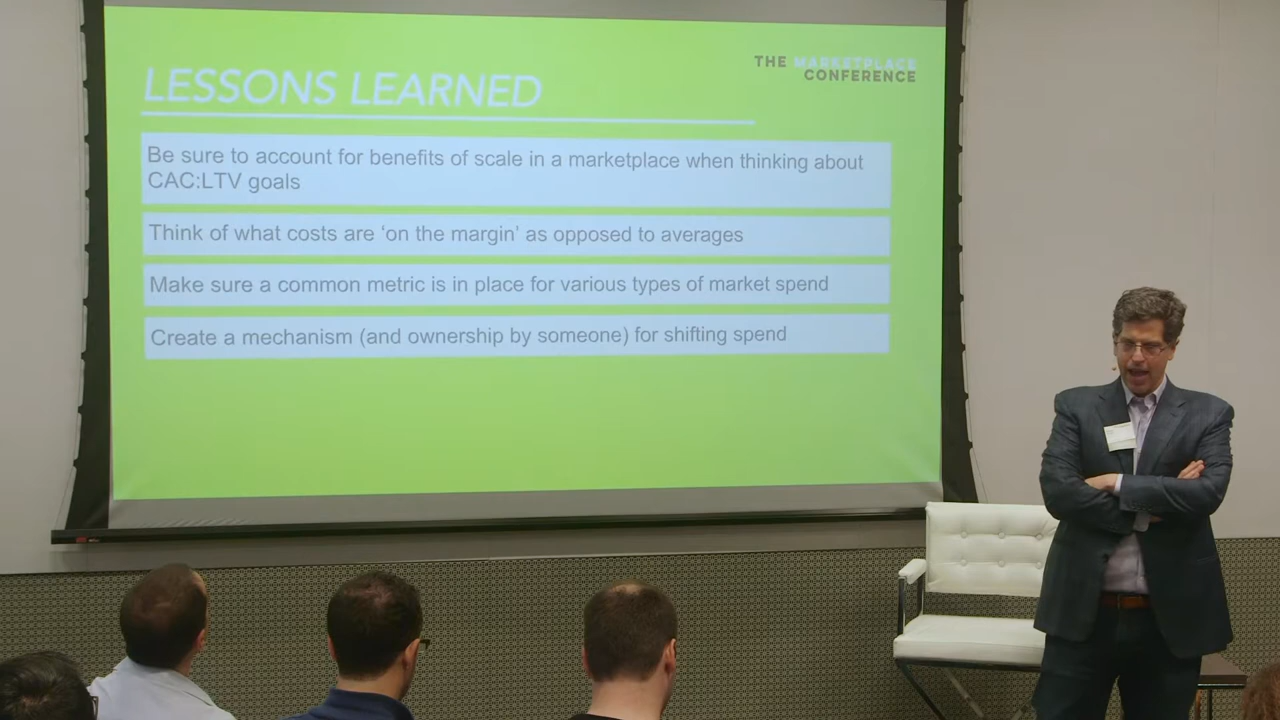 THE MARKETPLACE
CONFERENCE
LESSONS LEARNED
Be sure to account for benefits of scale in a marketplace when thinking about
CAC:LTV goals
Think of what costs are ‘on the margin’ as opposed to averages
Make sure a common metric is in place for various types of market spend
Create a mechanism (and ownership by someone) for shifting spend